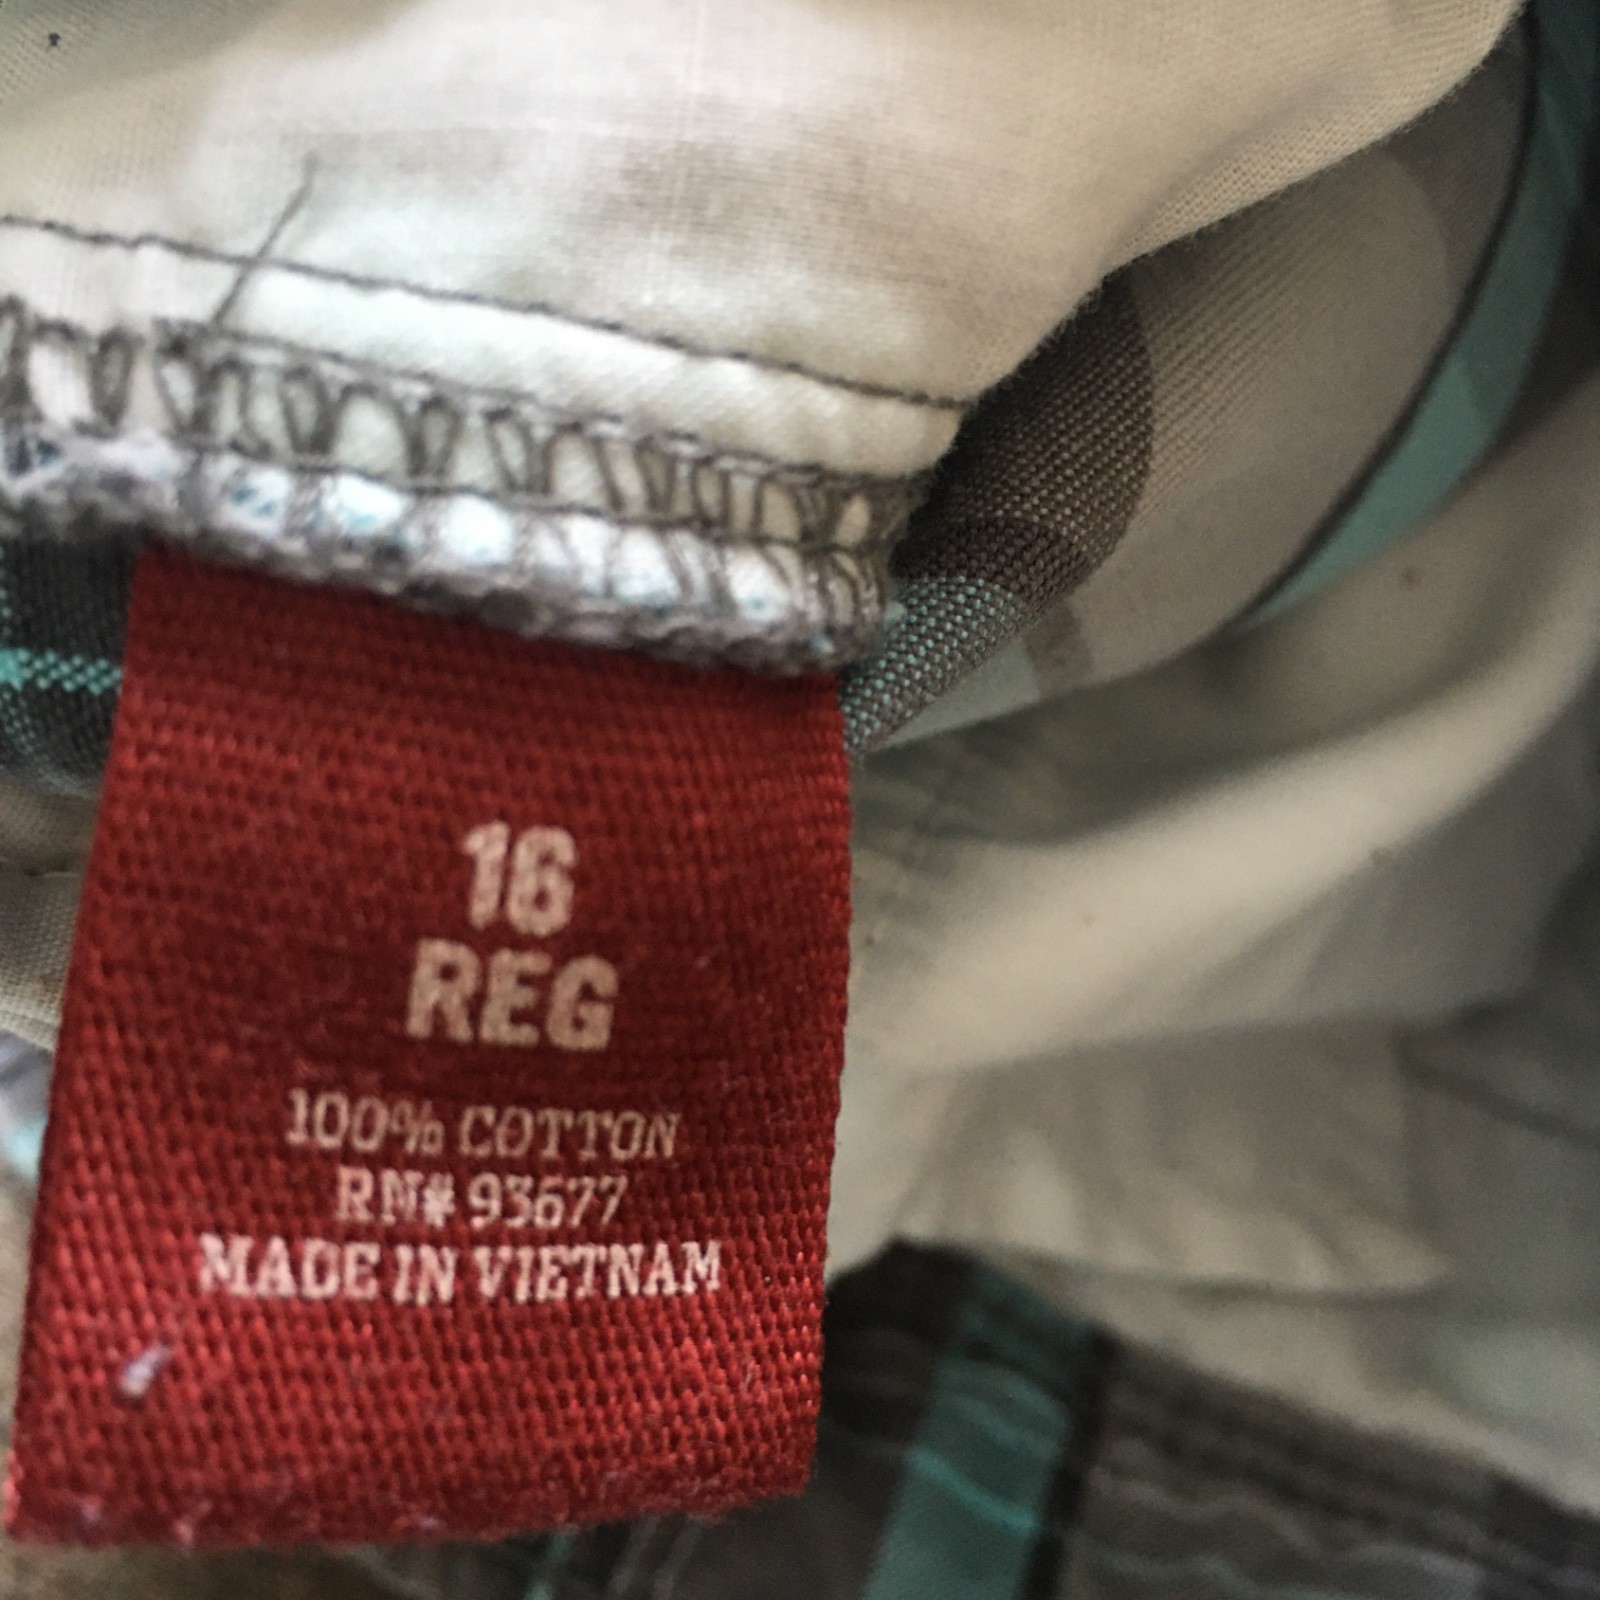 16
REG
100% COTTON
RN# 93677
MADE IN VIETNAM